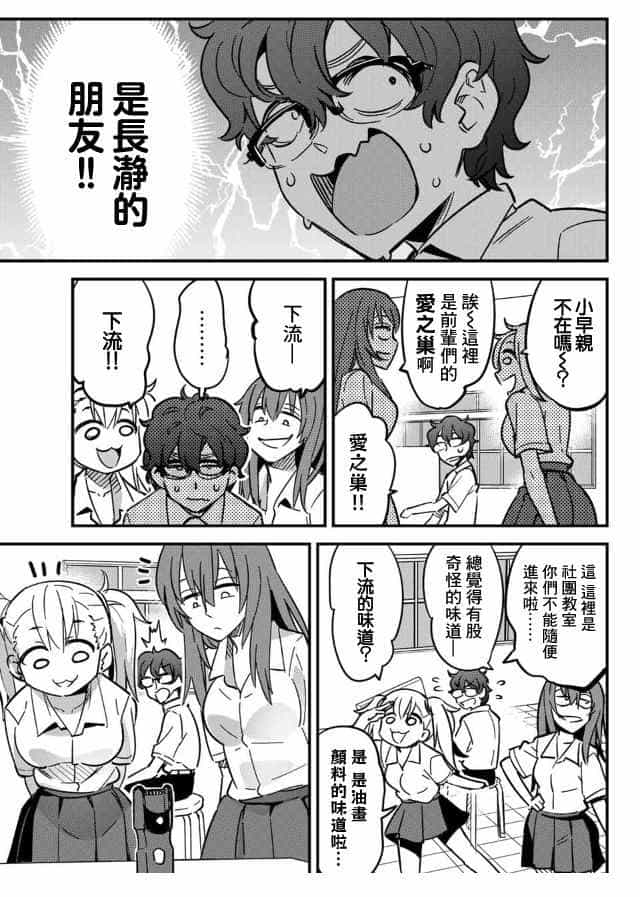 是長瀞的
朋友!!
小早親
不在嗎~?
誒~這裡
是前輩們的
愛之巢啊
愛之巢!!
下流—
⋯⋯
下流!!
這 這裡是
社團教室
你們不能隨便
進來啦⋯⋯
總覺得有股
奇怪的味道—
下流的味道?
是 是油畫
顏料的味道啦⋯